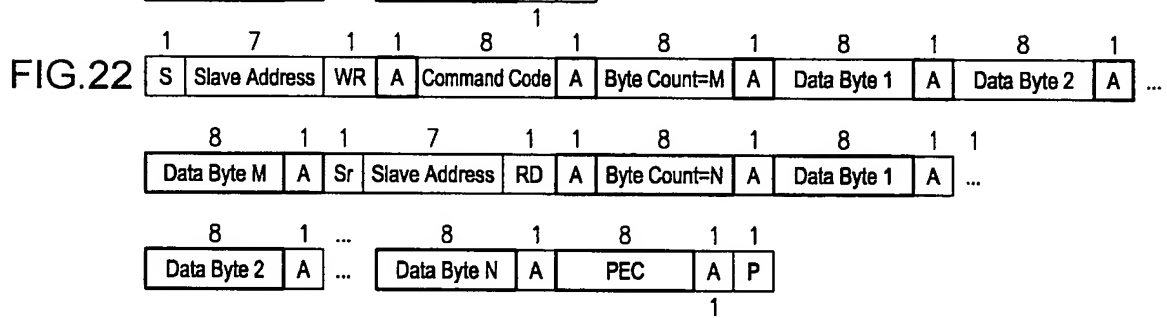 1
1 7 1 1 8 1 8 1 8 1 8 1
FIG.22 S Slave Address WR A Command Code A Byte Count=M A Data Byte 1 A Data Byte 2 A ...
8 1 1 7 1 1 8 1 8 1 1
Data Byte M A Sr Slave Address RD A Byte Count=N A Data Byte 1 A ...
8 1 ... 8 1 8 1 1
Data Byte 2 A ... Data Byte N A PEC A P
1